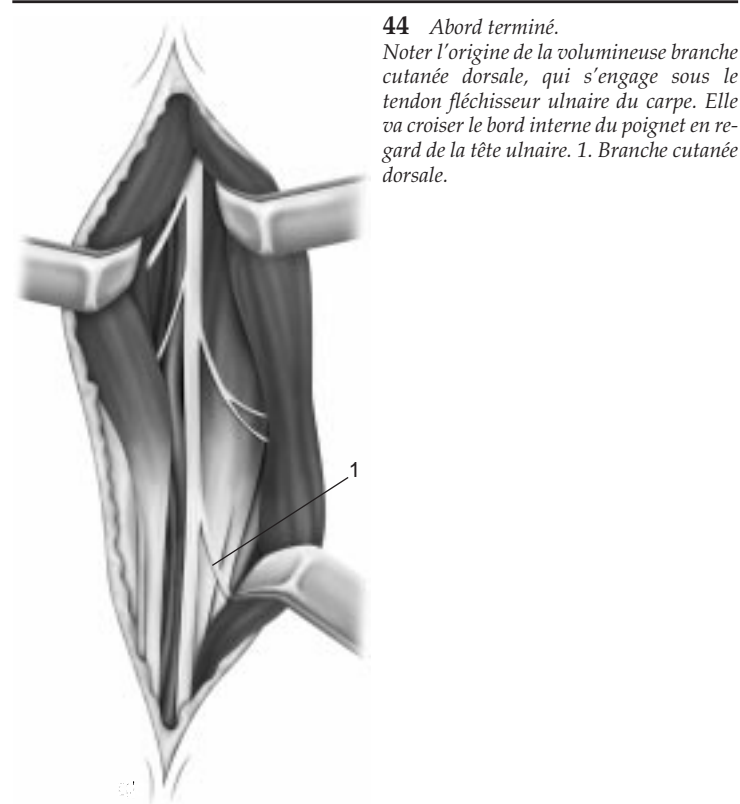 44 Abord terminé.
Noter l'origine de la volumineuse branche
cutanée dorsale, qui s'engage sous le
tendon fléchisseur ulnaire du carpe. Elle
va croiser le bord interne du poignet en re-
gard de la tête ulnaire. 1. Branche cutanée
dorsale.
1